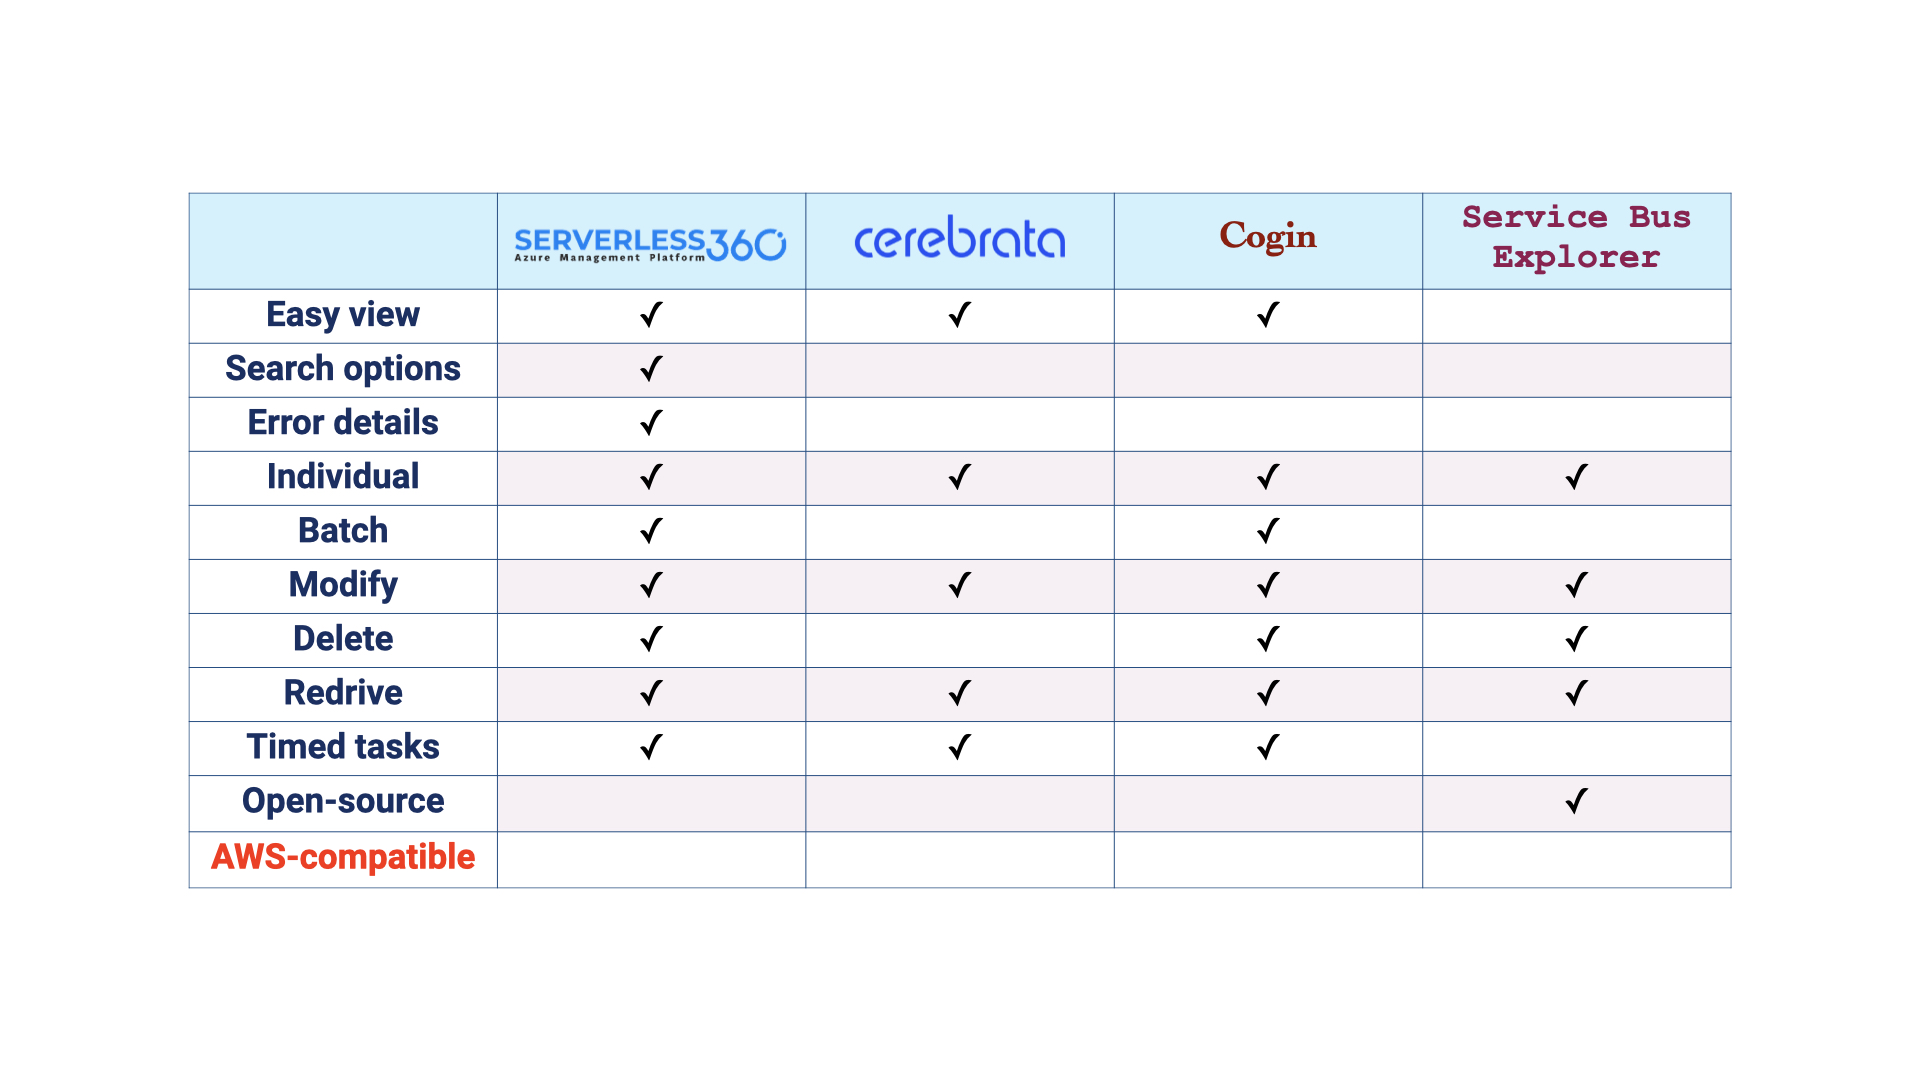 SERVERLESS360
Azure Management Platform
cerebrata
Cogin
Service Bus
Explorer
Easy view ✓ ✓ ✓
Search options ✓
Error details ✓
Individual ✓ ✓ ✓ ✓
Batch ✓ ✓
Modify ✓ ✓ ✓ ✓
Delete ✓ ✓ ✓
Redrive ✓ ✓ ✓ ✓
Timed tasks ✓ ✓ ✓
Open-source ✓
AWS-compatible